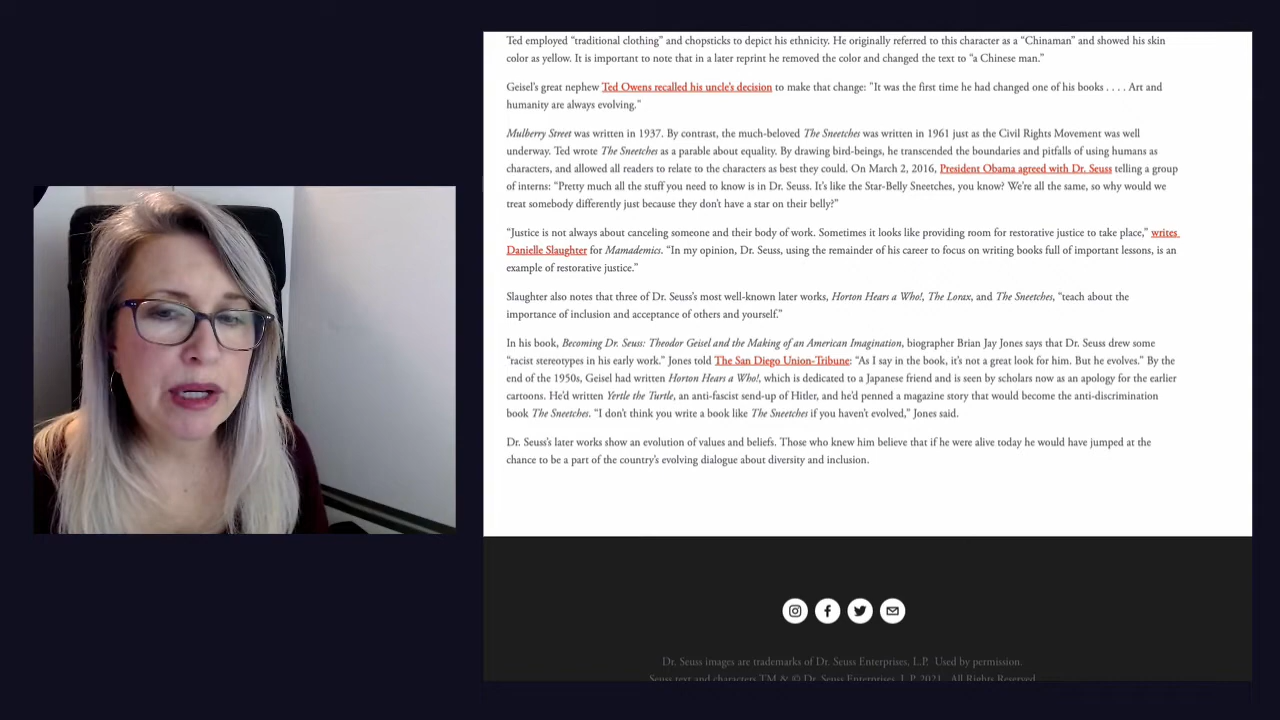 Ted employed “traditional clothing” and chopsticks to depict his ethnicity. He originally referred to this character as a “Chinaman” and showed his skin
color as yellow. It is important to note that in a later reprint he removed the color and changed the text to “a Chinese man.”
Geisel’s great nephew Ted Owens recalled his uncle’s decision to make that change: "It was the first time he had changed one of his books . . . . Art and
humanity are always evolving."
Mulberry Street was written in 1937. By contrast, the much-beloved The Sneetches was written in 1961 just as the Civil Rights Movement was well
underway. Ted wrote The Sneetches as a parable about equality. By drawing bird-beings, he transcended the boundaries and pitfalls of using humans as
characters, and allowed all readers to relate to the characters as best they could. On March 2, 2016, President Obama agreed with Dr. Seuss telling a group
of interns: “Pretty much all the stuff you need to know is in Dr. Seuss. It’s like the Star-Belly Sneetches, you know? We’re all the same, so why would we
treat somebody differently just because they don’t have a star on their belly?”
“Justice is not always about canceling someone and their body of work. Sometimes it looks like providing room for restorative justice to take place,” writes
Danielle Slaughter for Mamademics. “In my opinion, Dr. Seuss, using the remainder of his career to focus on writing books full of important lessons, is an
example of restorative justice.”
Slaughter also notes that three of Dr. Seuss’s most well-known later works, Horton Hears a Who!, The Lorax, and The Sneetches, “teach about the
importance of inclusion and acceptance of others and yourself.”
In his book, Becoming Dr. Seuss: Theodor Geisel and the Making of an American Imagination, biographer Brian Jay Jones says that Dr. Seuss drew some
“racist stereotypes in his early work.” Jones told The San Diego Union-Tribune: “As I say in the book, it’s not a great look for him. But he evolves.” By the
end of the 1950s, Geisel had written Horton Hears a Who!, which is dedicated to a Japanese friend and is seen by scholars now as an apology for the earlier
cartoons. He’d written Yertle the Turtle, an anti-fascist send-up of Hitler, and he’d penned a magazine story that would become the anti-discrimination
book The Sneetches. “I don’t think you write a book like The Sneetches if you haven’t evolved,” Jones said.
Dr. Seuss’s later works show an evolution of values and beliefs. Those who knew him believe that if he were alive today he would have jumped at the
chance to be a part of the country’s evolving dialogue about diversity and inclusion.
Dr. Seuss images are trademarks of Dr. Seuss Enterprises, L.P. Used by permission.
Seuss text and characters TM & © Dr. Seuss Enterprises, L.P. 2021. All Rights Reserved